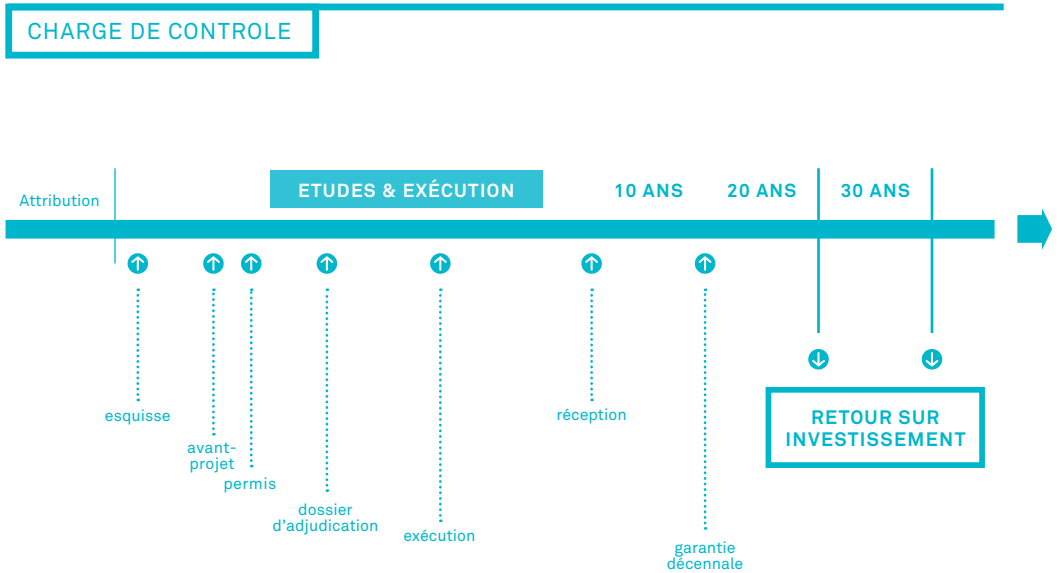 CHARGE DE CONTROLE
Attribution
ETUDES & EXÉCUTION
10 ANS
20 ANS
30 ANS
esquisse
avant-
projet
permis
dossier
d'adjudication
exécution
réception
garantie
décennale
RETOUR SUR
INVESTISSEMENT